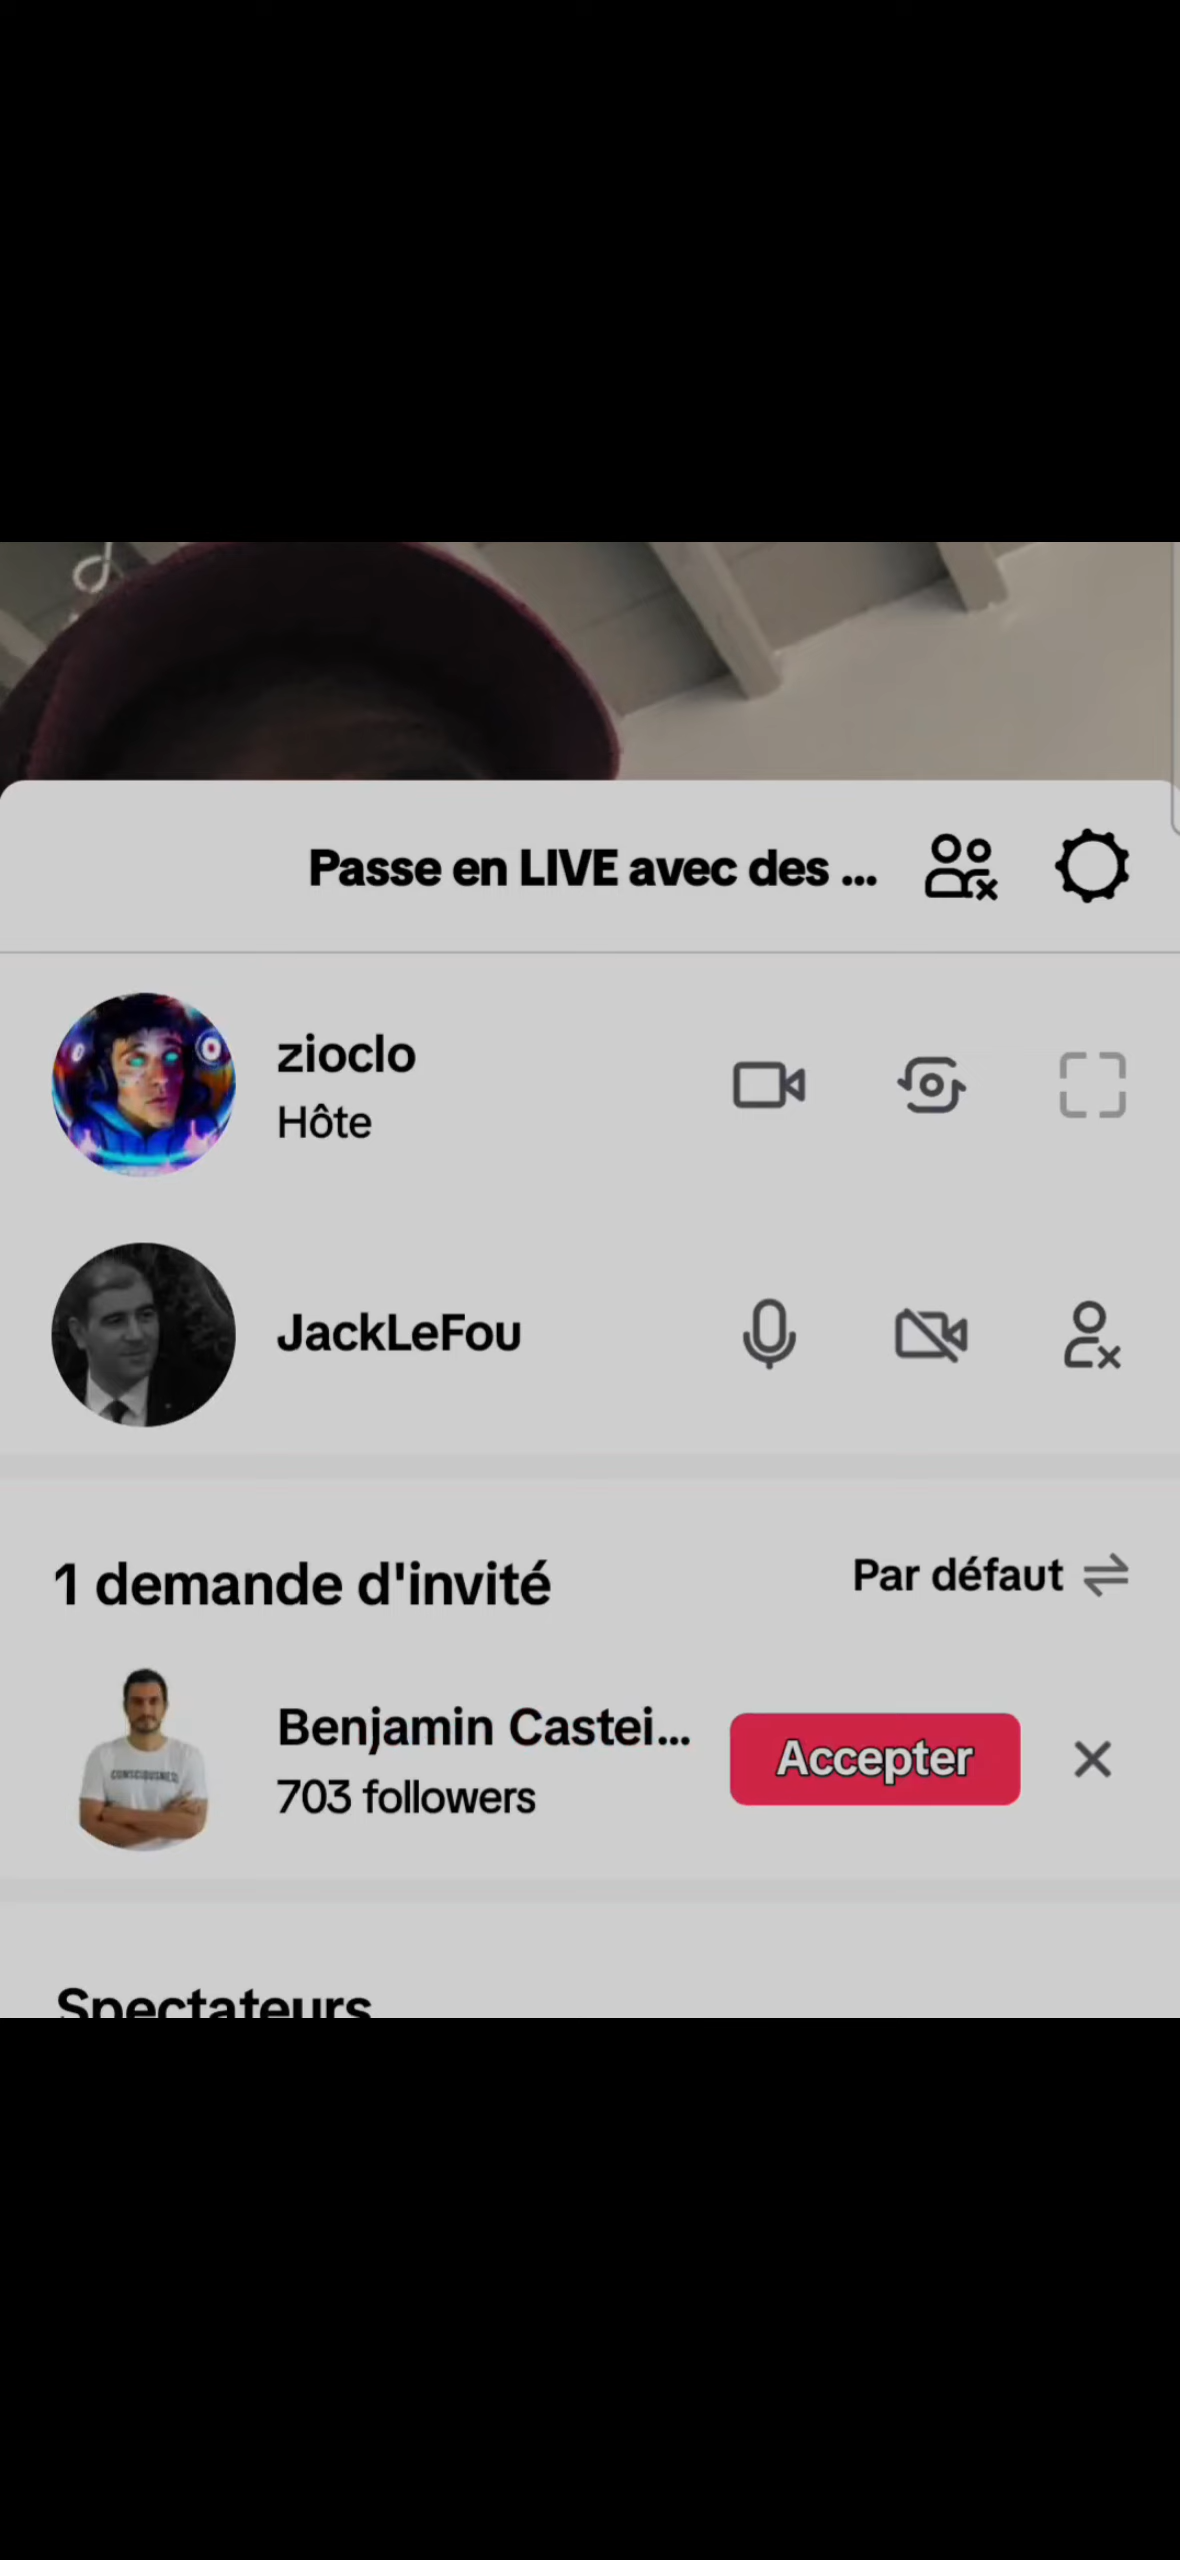 Passe en LIVE avec des ...
zioclo
Hôte
JackLeFou
1 demande d'invité
Par défaut
CONSCIOUSNESS
Benjamin Castei...
703 followers
Accepter
Spectateurs